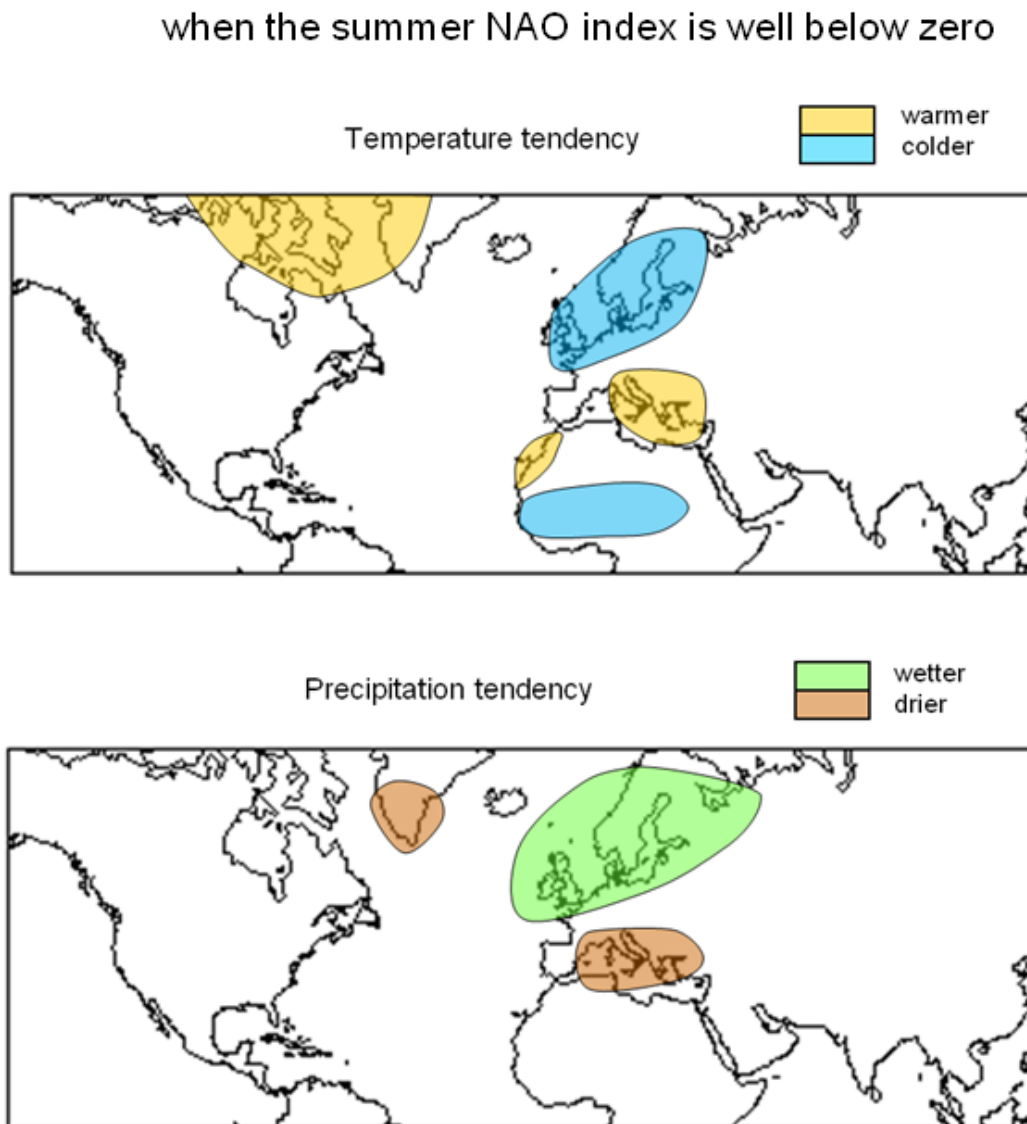 when the summer NAO index is well below zero
Temperature tendency
warmer
colder
Precipitation tendency
wetter
drier